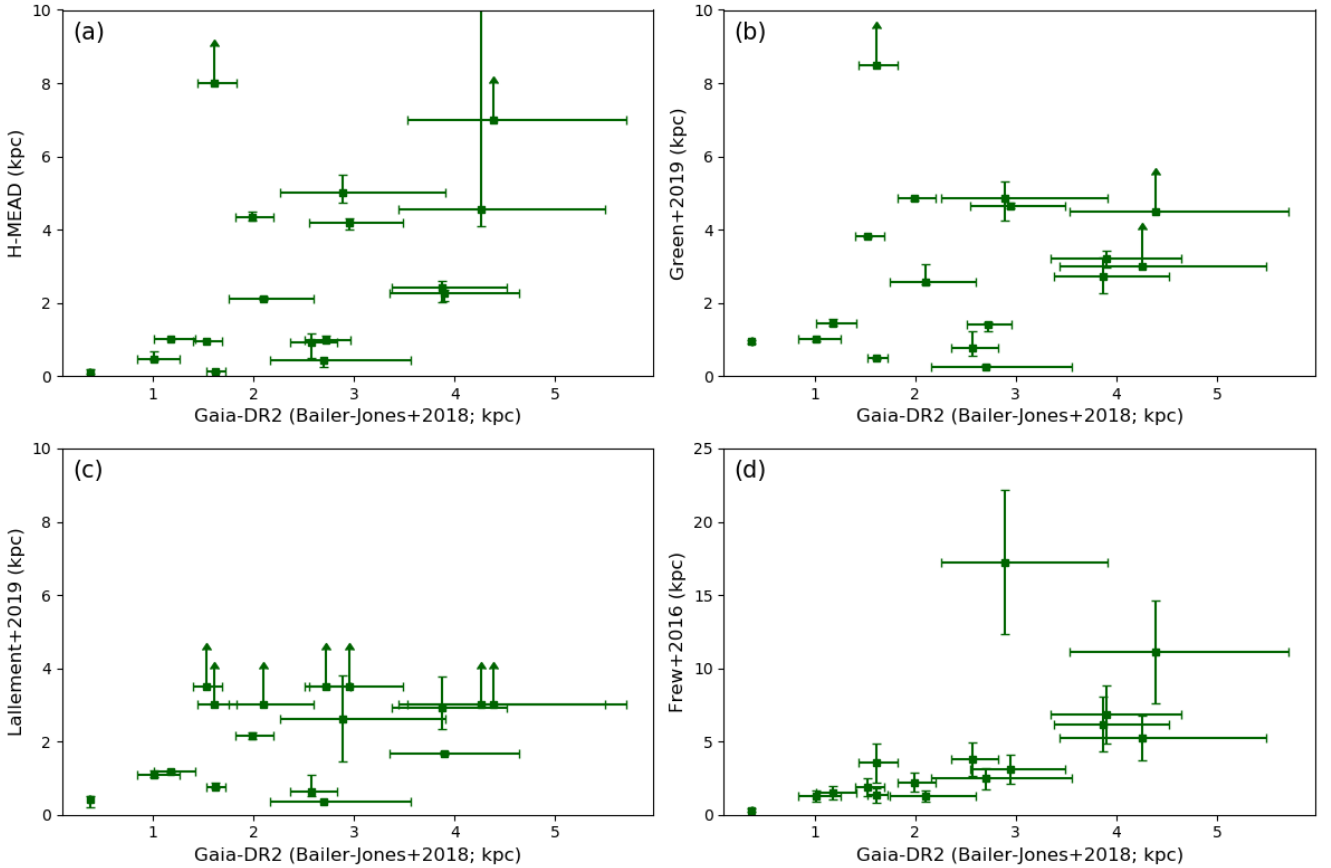 (a)
10
8
6
4
2
0
H-MEAD (kpc)
1 2 3 4 5
Gaia-DR2 (Bailer-Jones+2018; kpc)
(b)
10
8
6
4
2
0
Green+2019 (kpc)
1 2 3 4 5
Gaia-DR2 (Bailer-Jones+2018; kpc)
(c)
10
8
6
4
2
0
Lallement+2019 (kpc)
1 2 3 4 5
Gaia-DR2 (Bailer-Jones+2018; kpc)
(d)
25
20
15
10
5
0
Frew+2016 (kpc)
1 2 3 4 5
Gaia-DR2 (Bailer-Jones+2018; kpc)